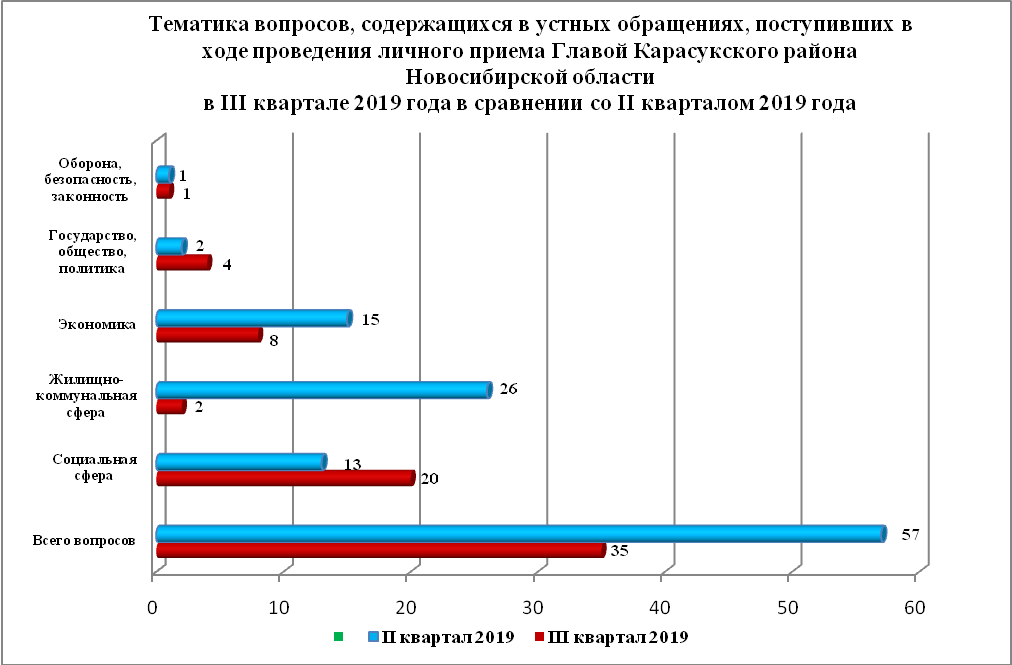 Тематика вопросов, содержащихся в устных обращениях, поступивших в
ходе проведения личного приема Главой Карасукского района
Новосибирской области
в III квартале 2019 года в сравнении со II кварталом 2019 года
Оборона,
безопасность,
законность
1
1
Государство,
общество,
политика
2
4
Экономика
15
8
Жилищно-
коммунальная
сфера
26
2
Социальная
сфера
13
20
Всего вопросов
57
35
0 10 20 30 40 50 60
II квартал 2019 III квартал 2019